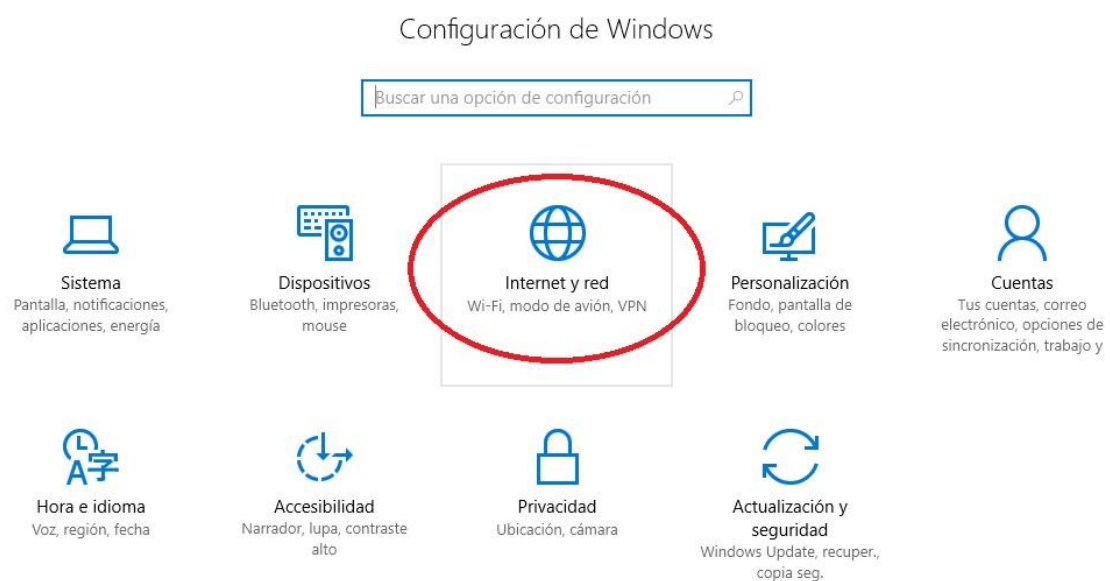 Configuración de Windows
Buscar una opción de configuración
Sistema
Pantalla, notificaciones,
aplicaciones, energía
Dispositivos
Bluetooth, impresoras,
mouse
Internet y red
Wi-Fi, modo de avión, VPN
Personalización
Fondo, pantalla de
bloqueo, colores
Cuentas
Tus cuentas, correo
electrónico, opciones de
sincronización, trabajo y
Hora e idioma
Voz, región, fecha
Accesibilidad
Narrador, lupa, contraste
alto
Privacidad
Ubicación, cámara
Actualización y
seguridad
Windows Update, recuper.,
copia seg.